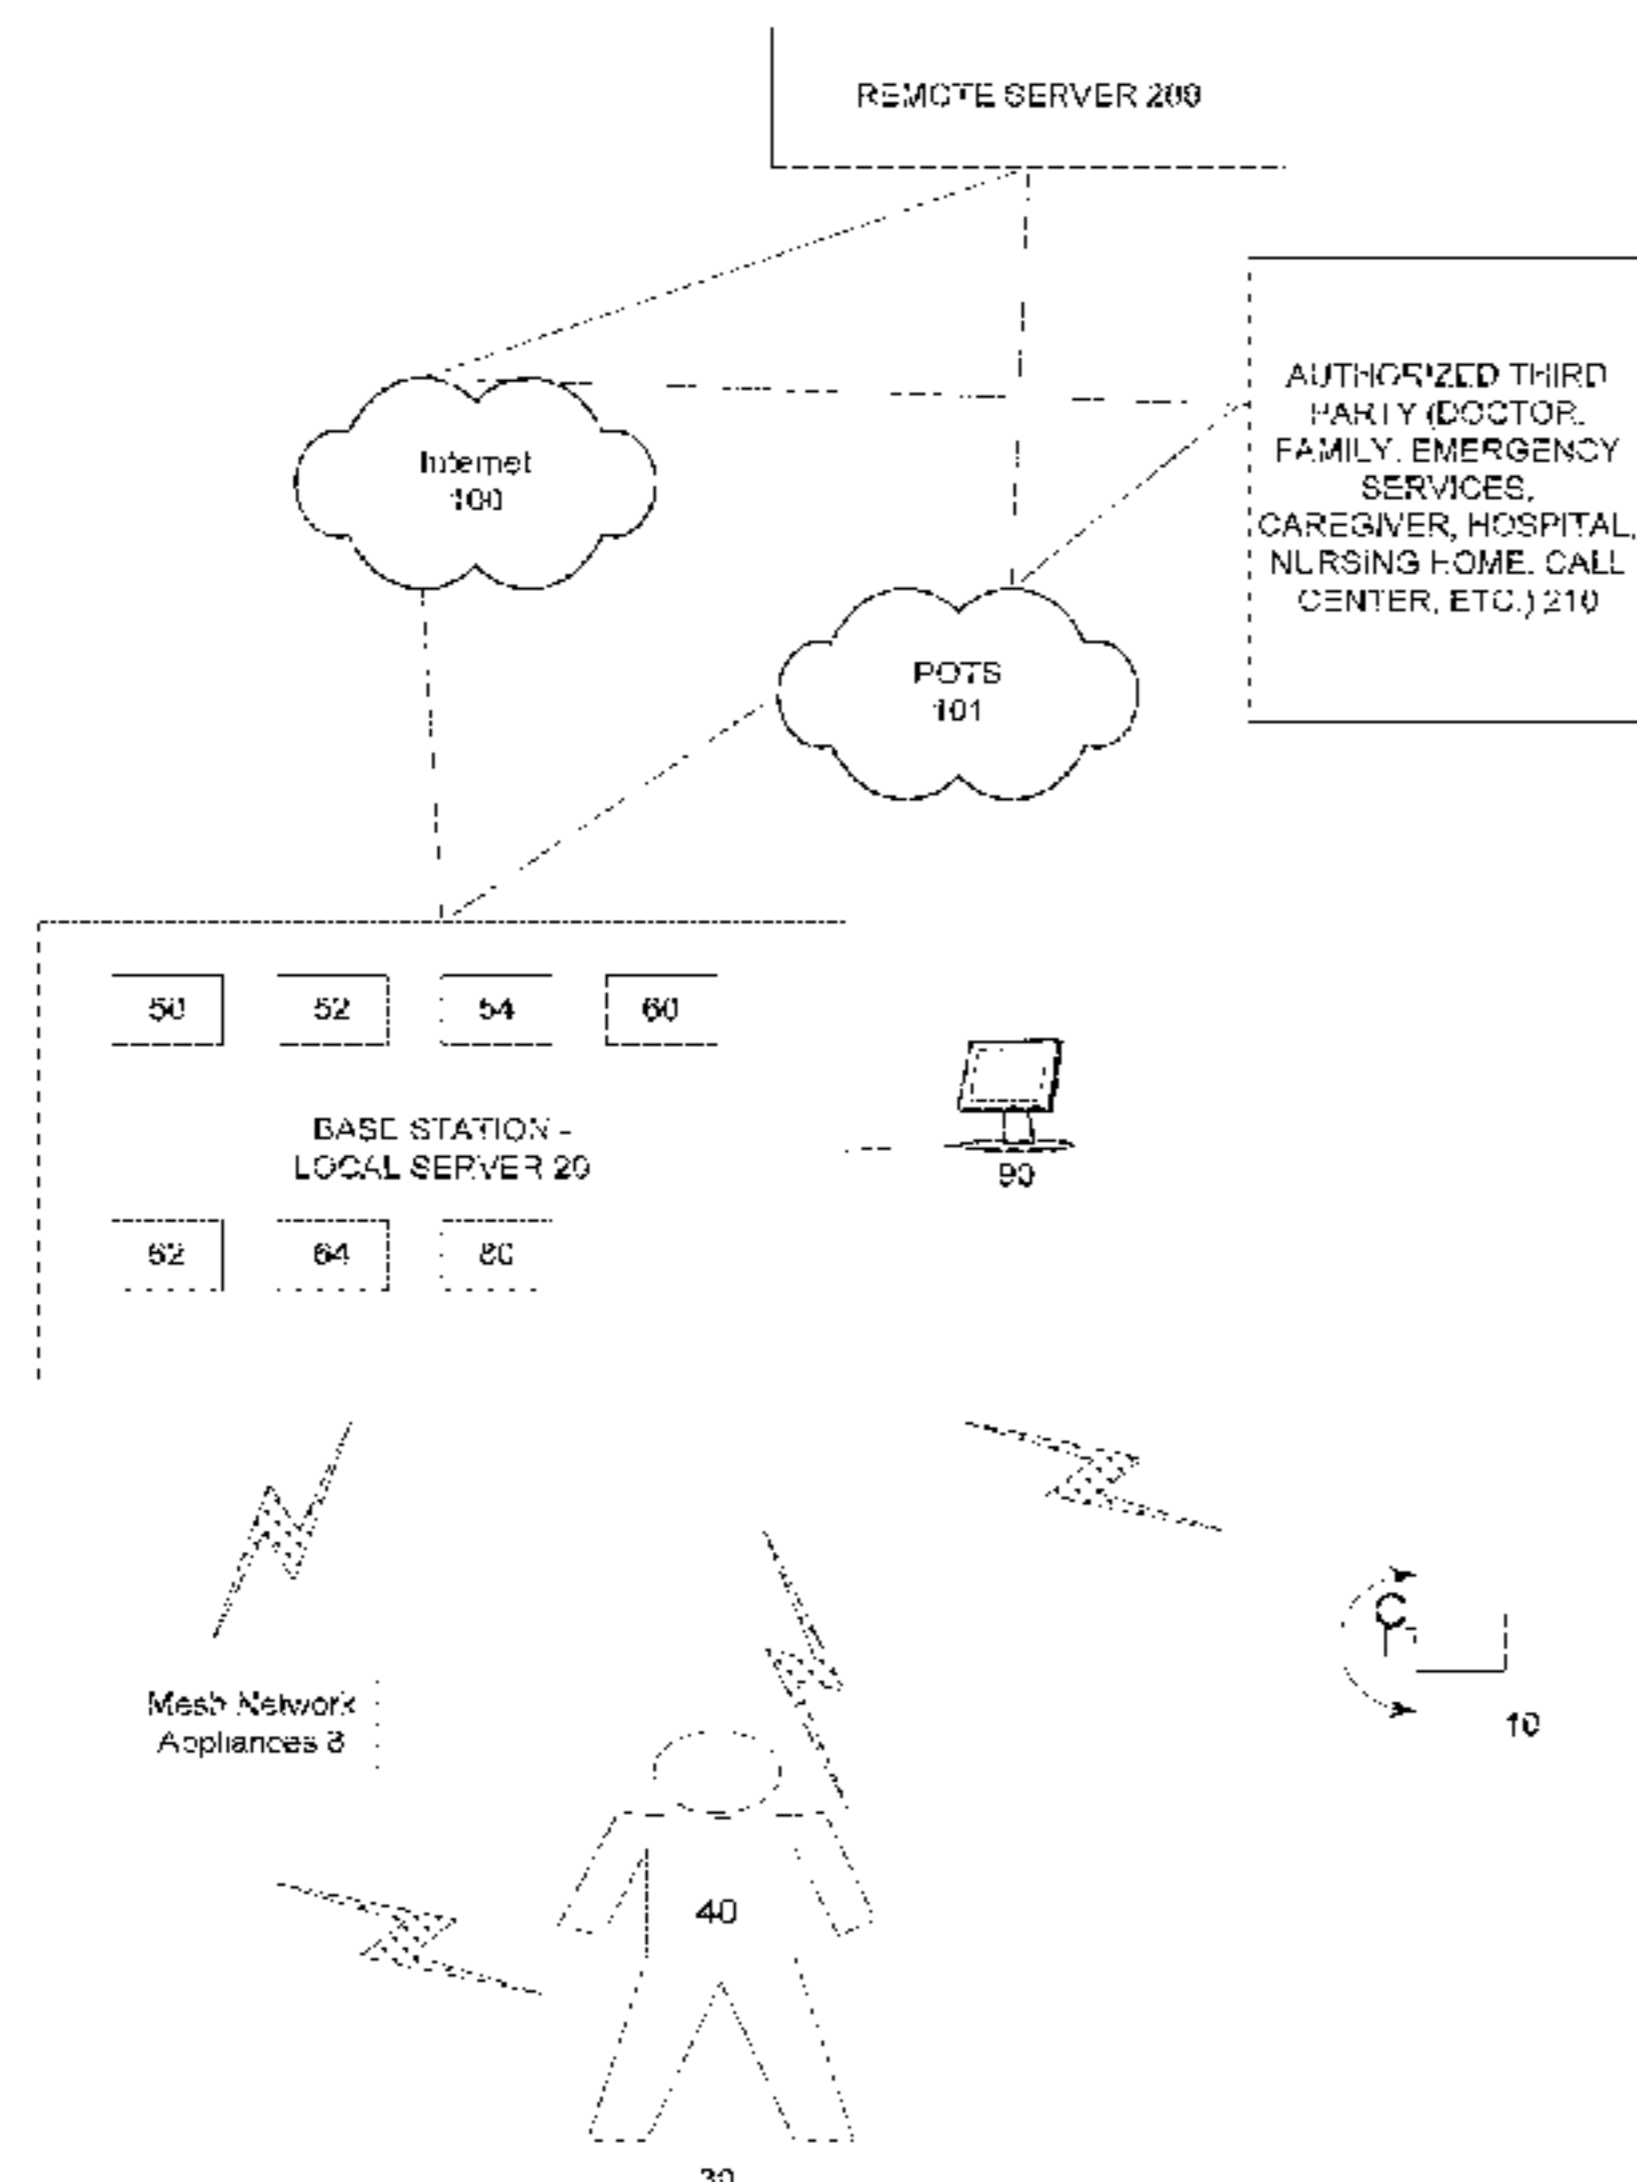 REMOTE SERVER 200
AUTHORIZED THIRD
PARTY (DOCTOR,
FAMILY, EMERGENCY
SERVICES,
CAREGIVER, HOSPITAL,
NURSING HOME, CALL
CENTER, ETC.) 210
Internet
100
POTS
101
50
52
54
60
BASE STATION -
LOCAL SERVER 20
90
62
64
80
Mesh Network
Appliances 8
10
40
30